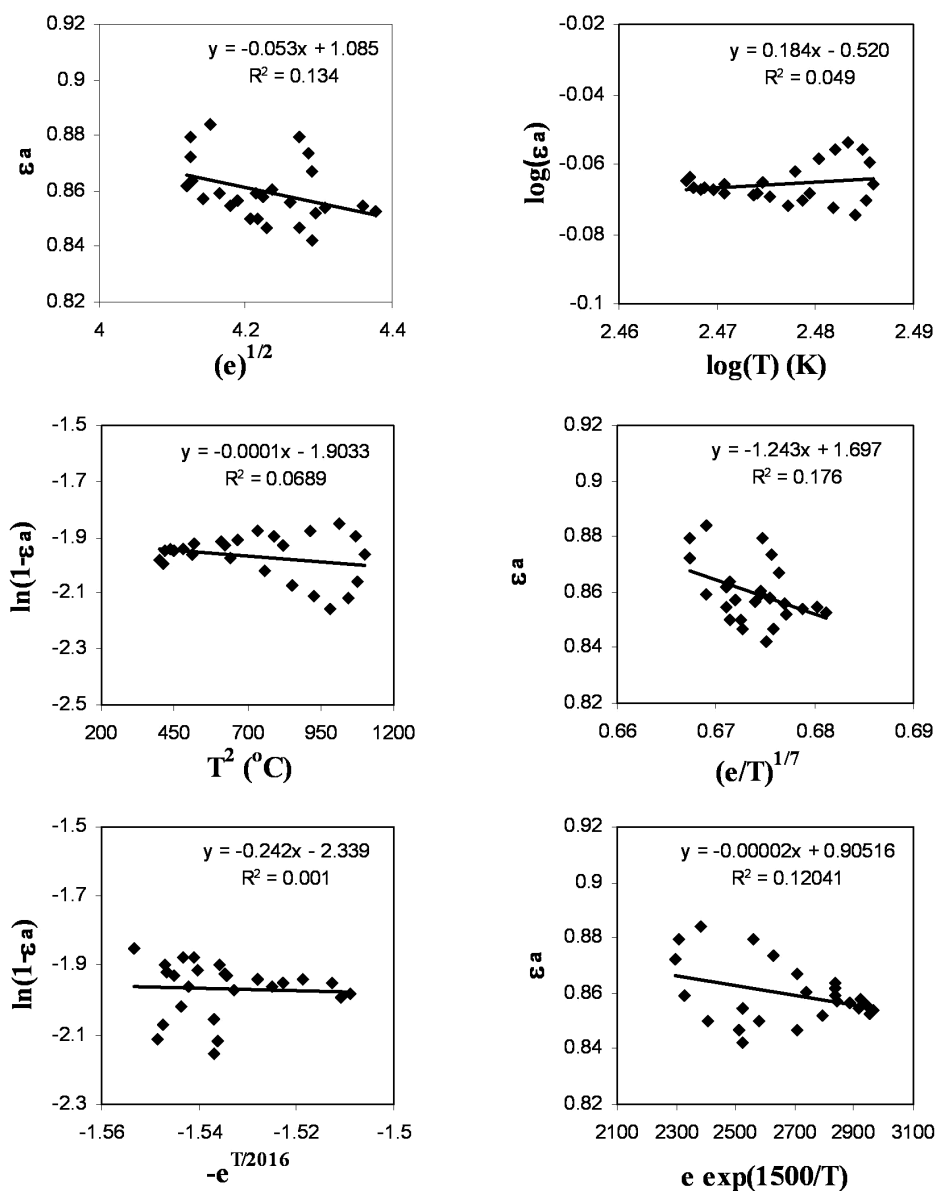 0.92
0.9
0.88
0.86
0.84
0.82
εa
y = -0.053x + 1.085
R² = 0.134
4 4.2 4.4
(e)^1/2
-0.02
-0.04
-0.06
-0.08
-0.1
log(εa)
y = 0.184x - 0.520
R² = 0.049
2.46 2.47 2.48 2.49
log(T) (K)
-1.5
-1.7
-1.9
-2.1
-2.3
-2.5
ln(1-εa)
y = -0.0001x - 1.9033
R² = 0.0689
200 450 700 950 1200
T² (°C)
0.92
0.9
0.88
0.86
0.84
0.82
εa
y = -1.243x + 1.697
R² = 0.176
0.66 0.67 0.68 0.69
(e/T)^1/7
-1.5
-1.7
-1.9
-2.1
-2.3
ln(1-εa)
y = -0.242x - 2.339
R² = 0.001
-1.56 -1.54 -1.52 -1.5
-e^T/2016
0.92
0.9
0.88
0.86
0.84
0.82
εa
y = -0.00002x + 0.90516
R² = 0.12041
2100 2300 2500 2700 2900 3100
e exp(1500/T)